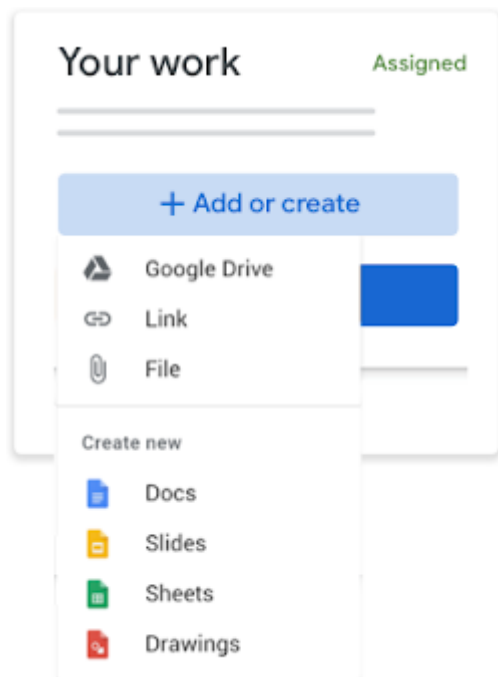 Your work
Assigned
+ Add or create
Google Drive
Link
File
Create new
Docs
Slides
Sheets
Drawings